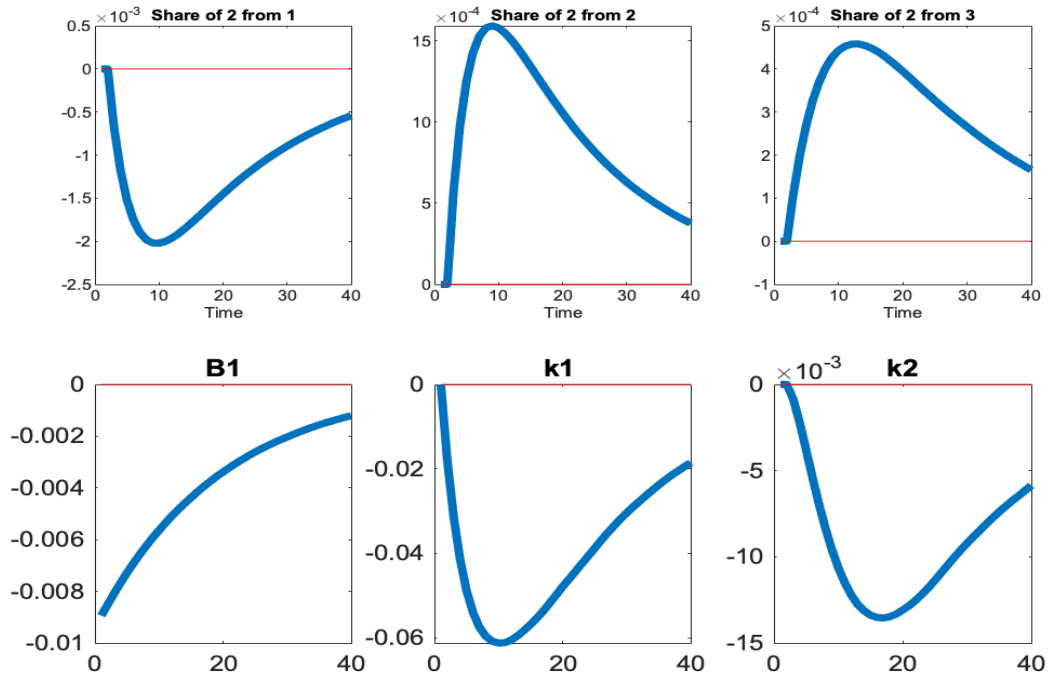 Share of 2 from 1
Share of 2 from 2
Share of 2 from 3
×10⁻³
0.5
0
-0.5
-1
-1.5
-2
-2.5
0 10 20 30 40
Time
×10⁻⁴
15
10
5
0
0 10 20 30 40
Time
×10⁻⁴
5
4
3
2
1
0
-1
0 10 20 30 40
Time
B1
0
-0.002
-0.004
-0.006
-0.008
-0.01
0 20 40
k1
0
-0.02
-0.04
-0.06
0 20 40
k2
×10⁻³
0
-5
-10
-15
0 20 40